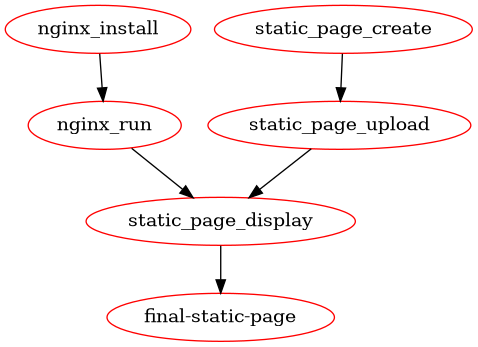 nginx_install
static_page_create
nginx_run
static_page_upload
static_page_display
final-static-page